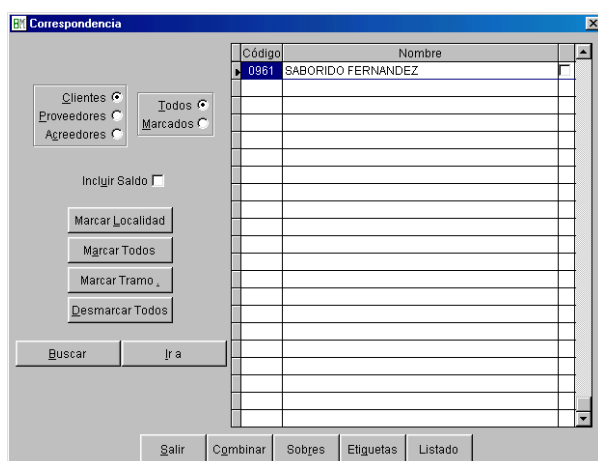 BM Correspondencia
Código Nombre
0961 SABORIDO FERNANDEZ
Clientes
Proveedores
Acreedores
Todos
Marcados
Incluir Saldo
Marcar Localidad
Marcar Todos
Marcar Tramo .
Desmarcar Todos
Buscar Ir a
Salir Combinar Sobres Etiquetas Listado